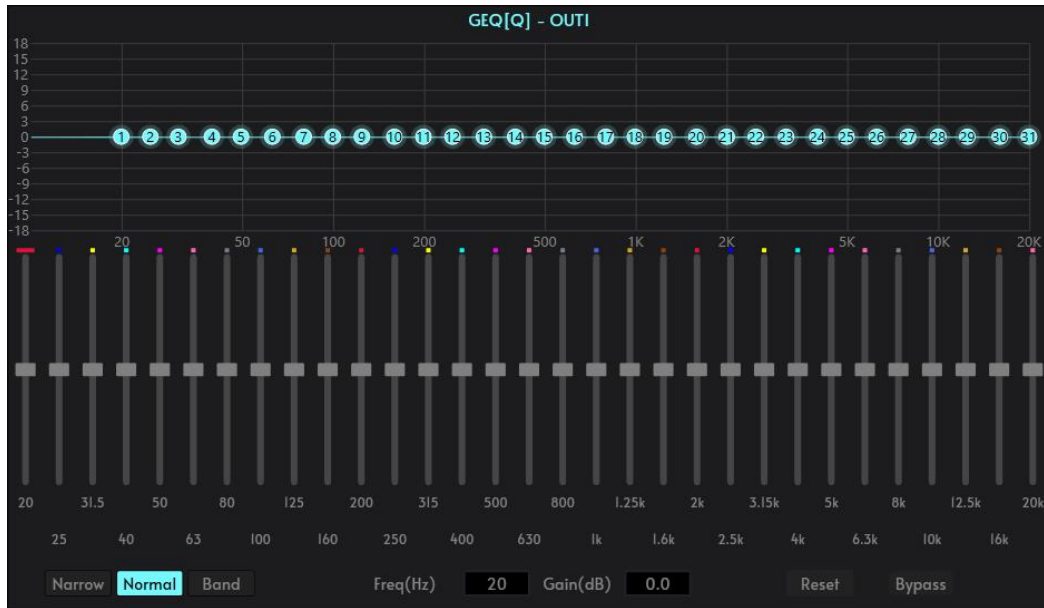 GEQ[Q] - OUT1
18
15
12
9
6
3
0
-3
-6
-9
-12
-15
-18
1 2 3 4 5 6 7 8 9 10 11 12 13 14 15 16 17 18 19 20 21 22 23 24 25 26 27 28 29 30 31
20 50 100 200 500 1K 2K 5K 10K 20K
20 31.5 50 80 125 200 315 500 800 1.25k 2k 3.15k 5k 8k 12.5k 20k
25 40 63 100 160 250 400 630 1k 1.6k 2.5k 4k 6.3k 10k 16k
Narrow Normal Band Freq(Hz) 20 Gain(dB) 0.0 Reset Bypass